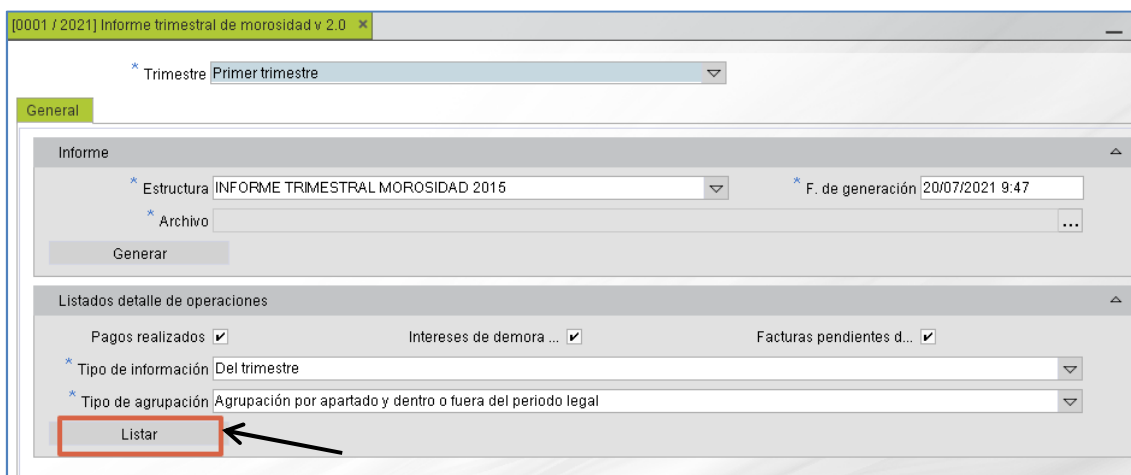 [0001 / 2021] Informe trimestral de morosidad v 2.0
* Trimestre Primer trimestre
General
Informe
* Estructura INFORME TRIMESTRAL MOROSIDAD 2015 * F. de generación 20/07/2021 9:47
* Archivo ...
Generar
Listados detalle de operaciones
Pagos realizados Intereses de demora ... Facturas pendientes d...
* Tipo de información Del trimestre
* Tipo de agrupación Agrupación por apartado y dentro o fuera del periodo legal
Listar